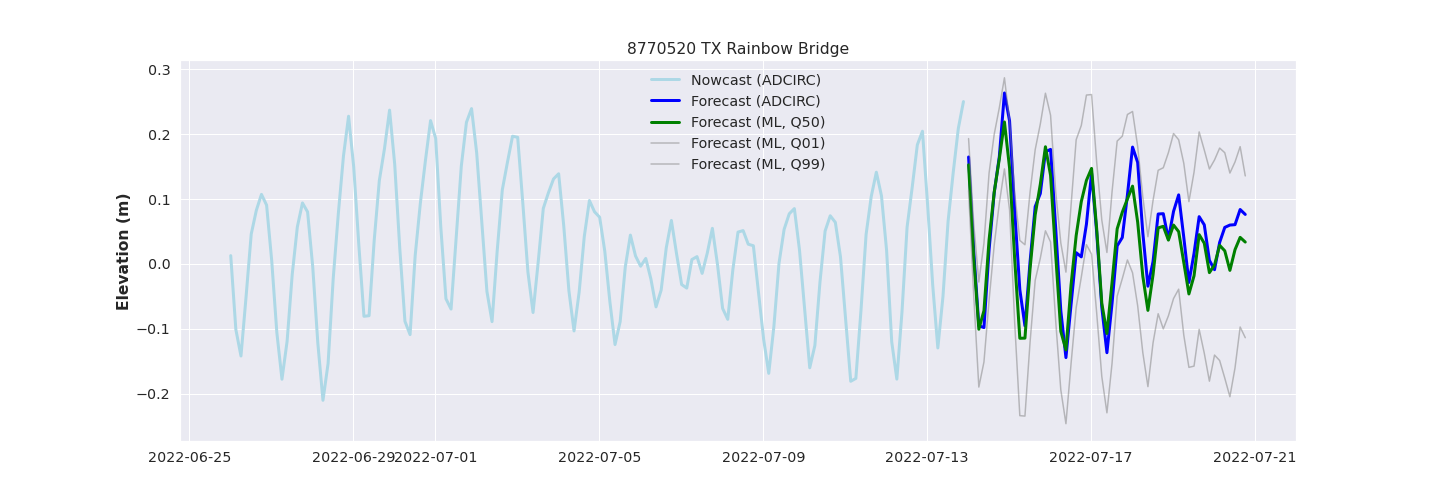 8770520 TX Rainbow Bridge
Nowcast (ADCIRC)
Forecast (ADCIRC)
Forecast (ML, Q50)
Forecast (ML, Q01)
Forecast (ML, Q99)
Elevation (m)
0.3
0.2
0.1
0.0
−0.1
−0.2
2022-06-25 2022-06-29 2022-07-01 2022-07-05 2022-07-09 2022-07-13 2022-07-17 2022-07-21